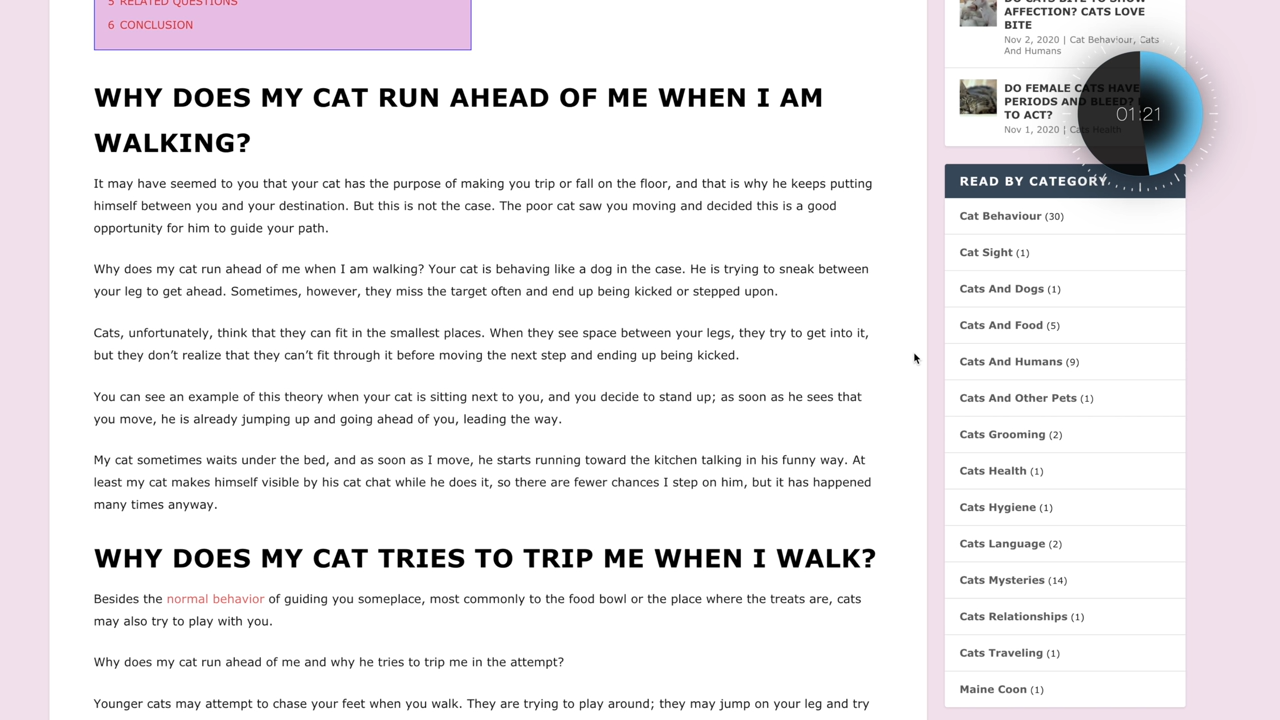 5 RELATED QUESTIONS
6 CONCLUSION
WHY DOES MY CAT RUN AHEAD OF ME WHEN I AM
WALKING?
It may have seemed to you that your cat has the purpose of making you trip or fall on the floor, and that is why he keeps putting
himself between you and your destination. But this is not the case. The poor cat saw you moving and decided this is a good
opportunity for him to guide your path.
Why does my cat run ahead of me when I am walking? Your cat is behaving like a dog in the case. He is trying to sneak between
your leg to get ahead. Sometimes, however, they miss the target often and end up being kicked or stepped upon.
Cats, unfortunately, think that they can fit in the smallest places. When they see space between your legs, they try to get into it,
but they don’t realize that they can’t fit through it before moving the next step and ending up being kicked.
You can see an example of this theory when your cat is sitting next to you, and you decide to stand up; as soon as he sees that
you move, he is already jumping up and going ahead of you, leading the way.
My cat sometimes waits under the bed, and as soon as I move, he starts running toward the kitchen talking in his funny way. At
least my cat makes himself visible by his cat chat while he does it, so there are fewer chances I step on him, but it has happened
many times anyway.
WHY DOES MY CAT TRIES TO TRIP ME WHEN I WALK?
Besides the normal behavior of guiding you someplace, most commonly to the food bowl or the place where the treats are, cats
may also try to play with you.
Why does my cat run ahead of me and why he tries to trip me in the attempt?
Younger cats may attempt to chase your feet when you walk. They are trying to play around; they may jump on your leg and try
DO CATS BITE TO SHOW
AFFECTION? CATS LOVE
BITE
Nov 2, 2020 | Cat Behaviour, Cats
And Humans
DO FEMALE CATS HAVE
PERIODS AND BLEED?
TO ACT?
Nov 1, 2020 | Cats Health
01:21
READ BY CATEGORY
Cat Behaviour (30)
Cat Sight (1)
Cats And Dogs (1)
Cats And Food (5)
Cats And Humans (9)
Cats And Other Pets (1)
Cats Grooming (2)
Cats Health (1)
Cats Hygiene (1)
Cats Language (2)
Cats Mysteries (14)
Cats Relationships (1)
Cats Traveling (1)
Maine Coon (1)